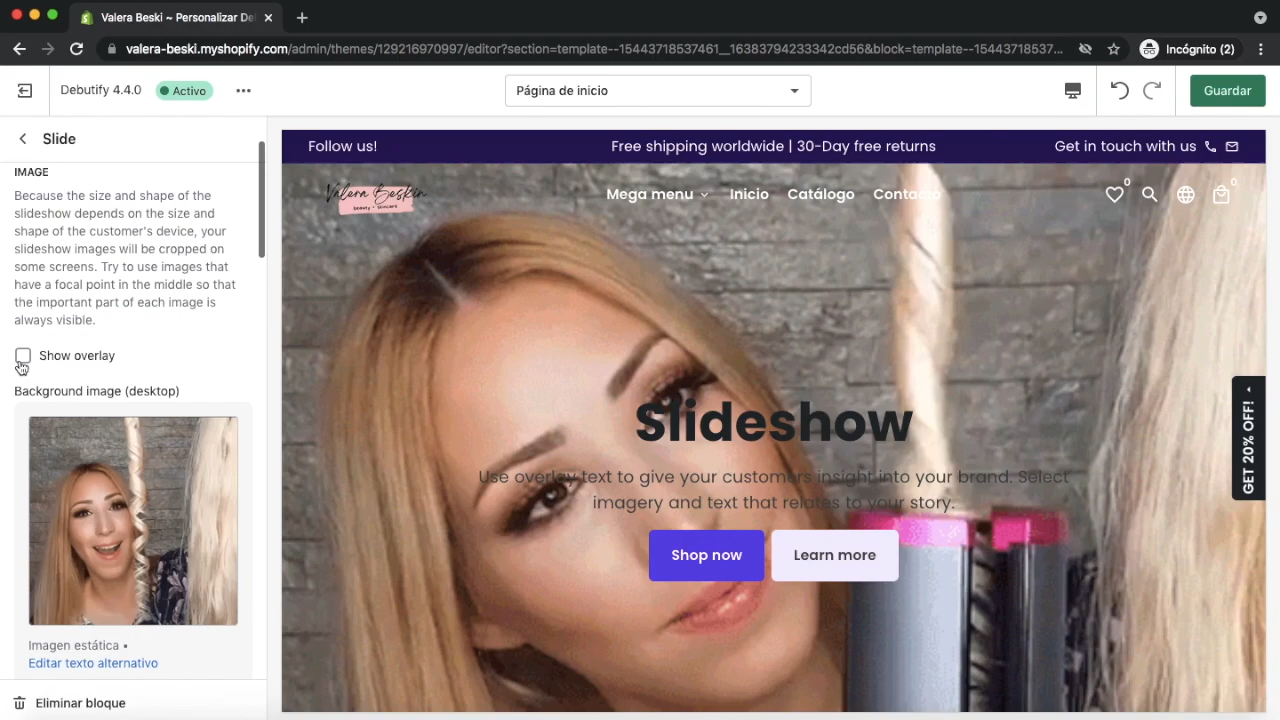 Valera Beski ~ Personalizar De
valera-beski.myshopify.com/admin/themes/129216970997/editor?section=template--15443718537461__16383794233342cd56&block=template--15443718537...
Incógnito (2)
Debutify 4.4.0
Activo
Página de inicio
Guardar
Slide
IMAGE
Because the size and shape of the
slideshow depends on the size and
shape of the customer's device, your
slideshow images will be cropped on
some screens. Try to use images that
have a focal point in the middle so that
the important part of each image is
always visible.
Show overlay
Background image (desktop)
Imagen estática •
Editar texto alternativo
Eliminar bloque
Follow us!
Free shipping worldwide | 30-Day free returns
Get in touch with us
Valera Beskin
beauty + skincare
Mega menu
Inicio
Catálogo
Contacto
0
0
Slideshow
Use overlay text to give your customers insight into your brand. Select
imagery and text that relates to your story.
Shop now
Learn more
GET 20% OFF!